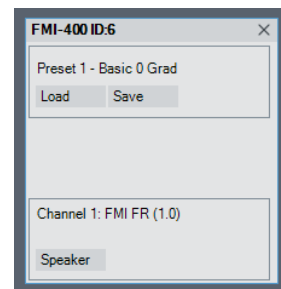 FMI-400 ID:6
Preset 1 - Basic 0 Grad
Load Save
Channel 1: FMI FR (1.0)
Speaker